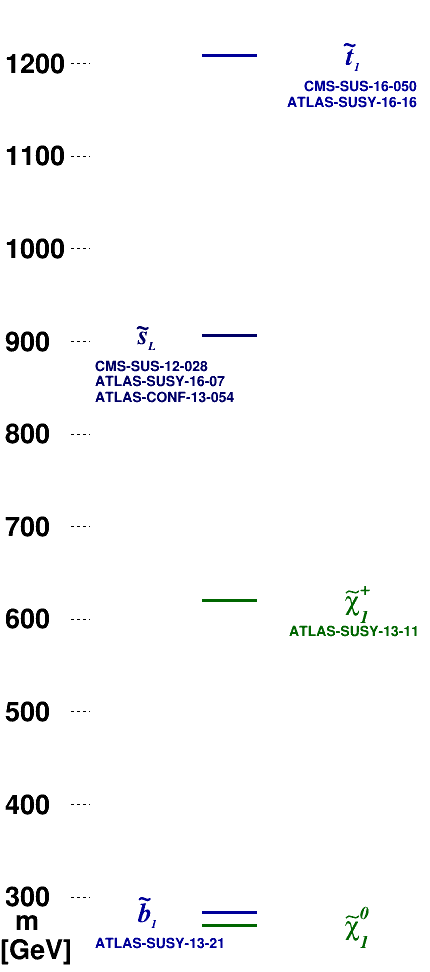 1200
t̃₁
CMS-SUS-16-050
ATLAS-SUSY-16-16
1100
1000
900
s̃_L
CMS-SUS-12-028
ATLAS-SUSY-16-07
ATLAS-CONF-13-054
800
700
600
χ̃₁⁺
ATLAS-SUSY-13-11
500
400
300
b̃₁
ATLAS-SUSY-13-21
χ̃₁⁰
m
[GeV]